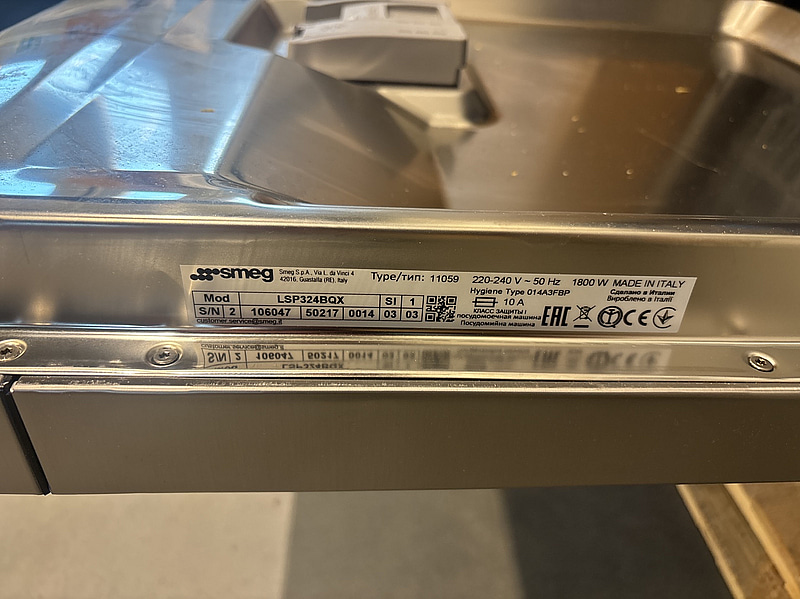 smeg
Smeg S.p.A., Via L. da Vinci 4
42016, Guastalla (RE), Italy
Type/тип: 11059
220-240 V ~ 50 Hz 1800 W MADE IN ITALY
Hygiene Type 014A3FBP
Сделано в Италии
Вироблено в Італії
Mod LSP324BQX SI 1
S/N 2 106047 50217 0014 03 03
customer.service@smeg.it
10 A
КЛАСС ЗАЩИТЫ I
посудомоечная машина
Посудомийна машина
EAC
CE